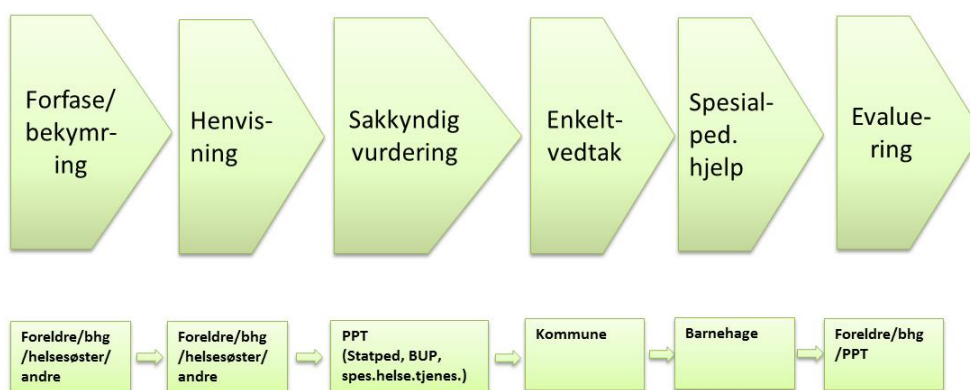 Forfase/
bekymr-
ing
Henvis-
ning
Sakkyndig
vurdering
Enkelt-
vedtak
Spesial-
ped.
hjelp
Evalue-
ring
Foreldre/bhg
/helsesøster/
andre
Foreldre/bhg
/helsesøster/
andre
PPT
(Statped, BUP,
spes.helse.tjenes.)
Kommune
Barnehage
Foreldre/bhg
/PPT